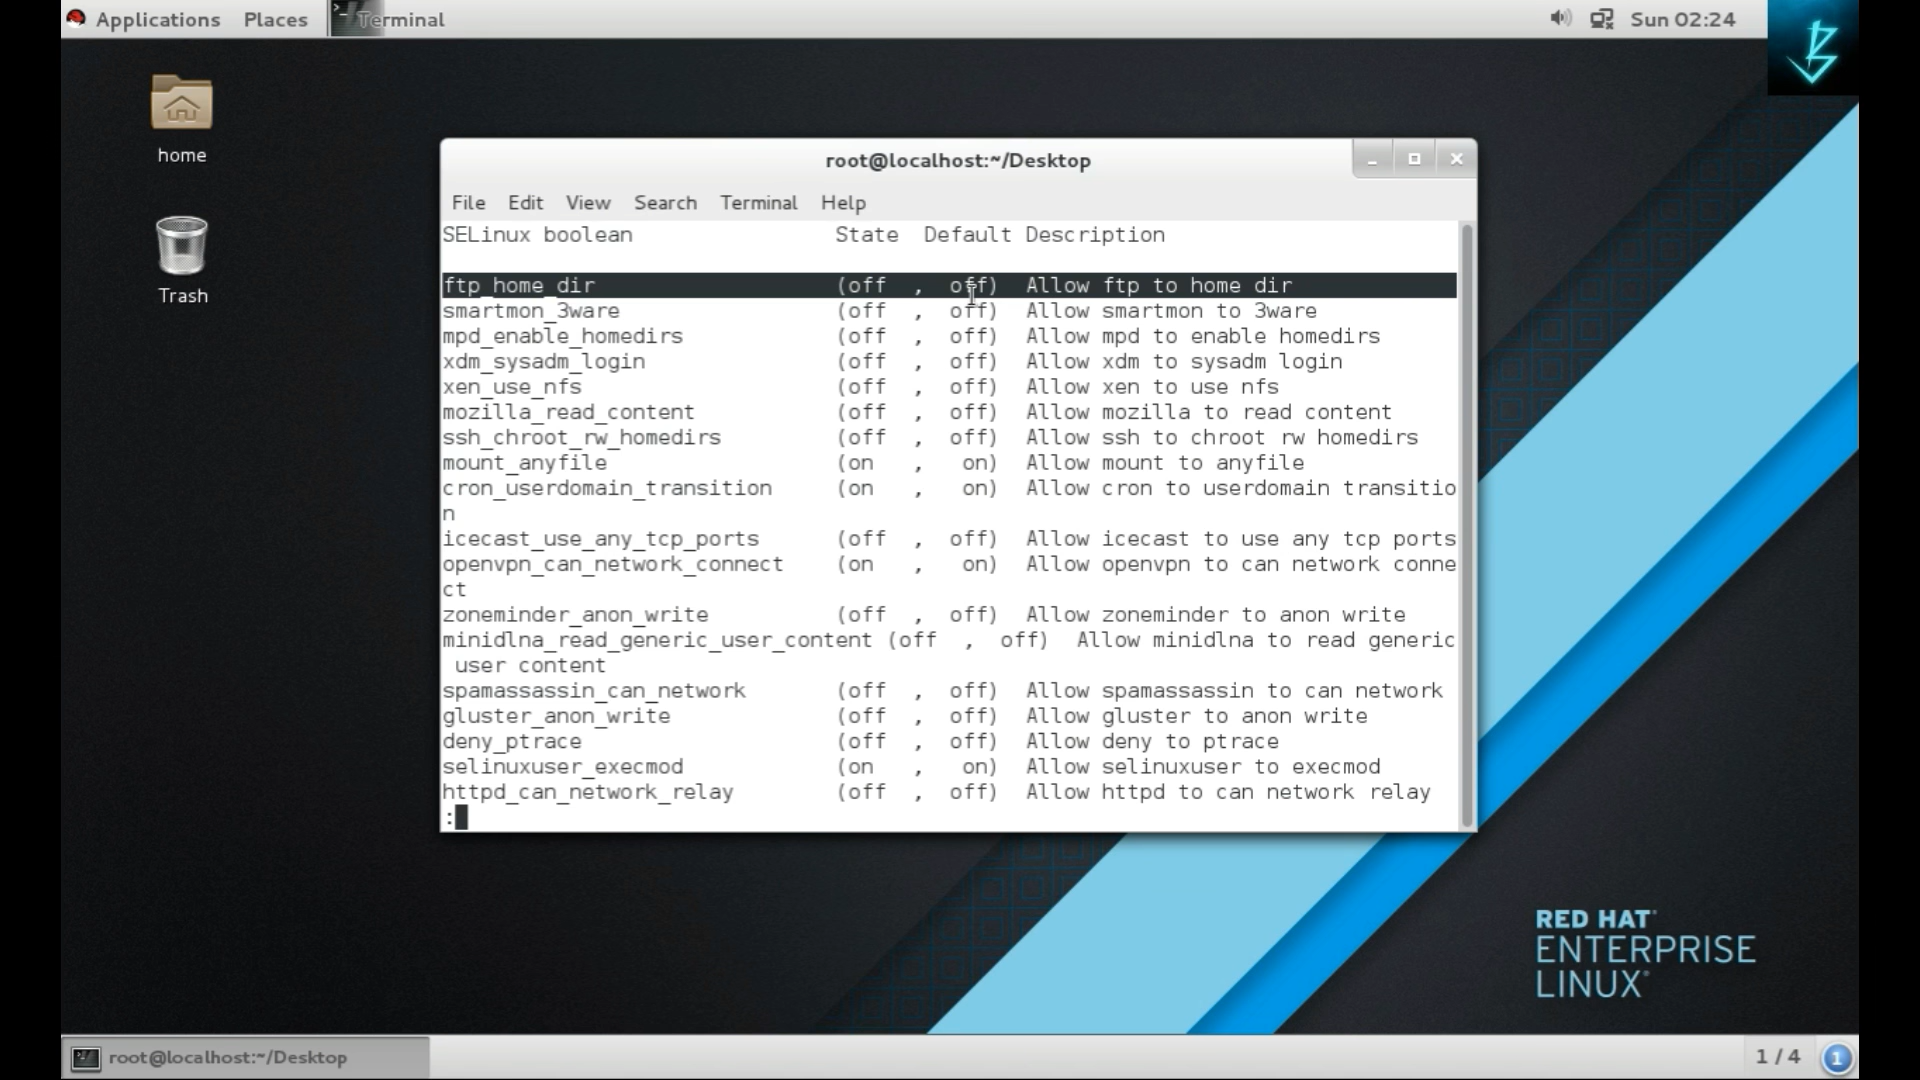 Applications Places Terminal Sun 02:24
home
Trash
root@localhost:~/Desktop
File Edit View Search Terminal Help
SELinux boolean State Default Description
ftp_home_dir (off , off) Allow ftp to home dir
smartmon_3ware (off , off) Allow smartmon to 3ware
mpd_enable_homedirs (off , off) Allow mpd to enable homedirs
xdm_sysadm_login (off , off) Allow xdm to sysadm login
xen_use_nfs (off , off) Allow xen to use nfs
mozilla_read_content (off , off) Allow mozilla to read content
ssh_chroot_rw_homedirs (off , off) Allow ssh to chroot rw homedirs
mount_anyfile (on , on) Allow mount to anyfile
cron_userdomain_transition (on , on) Allow cron to userdomain transitio
n
icecast_use_any_tcp_ports (off , off) Allow icecast to use any tcp ports
openvpn_can_network_connect (on , on) Allow openvpn to can network conne
ct
zoneminder_anon_write (off , off) Allow zoneminder to anon write
minidlna_read_generic_user_content (off , off) Allow minidlna to read generic
user content
spamassassin_can_network (off , off) Allow spamassassin to can network
gluster_anon_write (off , off) Allow gluster to anon write
deny_ptrace (off , off) Allow deny to ptrace
selinuxuser_execmod (on , on) Allow selinuxuser to execmod
httpd_can_network_relay (off , off) Allow httpd to can network relay
:
RED HAT
ENTERPRISE
LINUX
root@localhost:~/Desktop 1 / 4 1